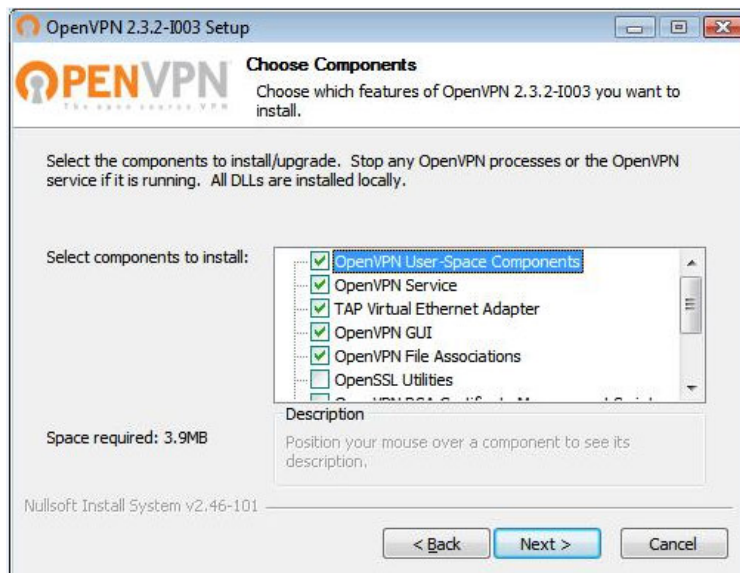 OpenVPN 2.3.2-I003 Setup
OPENVPN
The open source VPN
Choose Components
Choose which features of OpenVPN 2.3.2-I003 you want to
install.
Select the components to install/upgrade. Stop any OpenVPN processes or the OpenVPN
service if it is running. All DLLs are installed locally.
Select components to install:
OpenVPN User-Space Components
OpenVPN Service
TAP Virtual Ethernet Adapter
OpenVPN GUI
OpenVPN File Associations
OpenSSL Utilities
Space required: 3.9MB
Description
Position your mouse over a component to see its
description.
Nullsoft Install System v2.46-101
< Back
Next >
Cancel